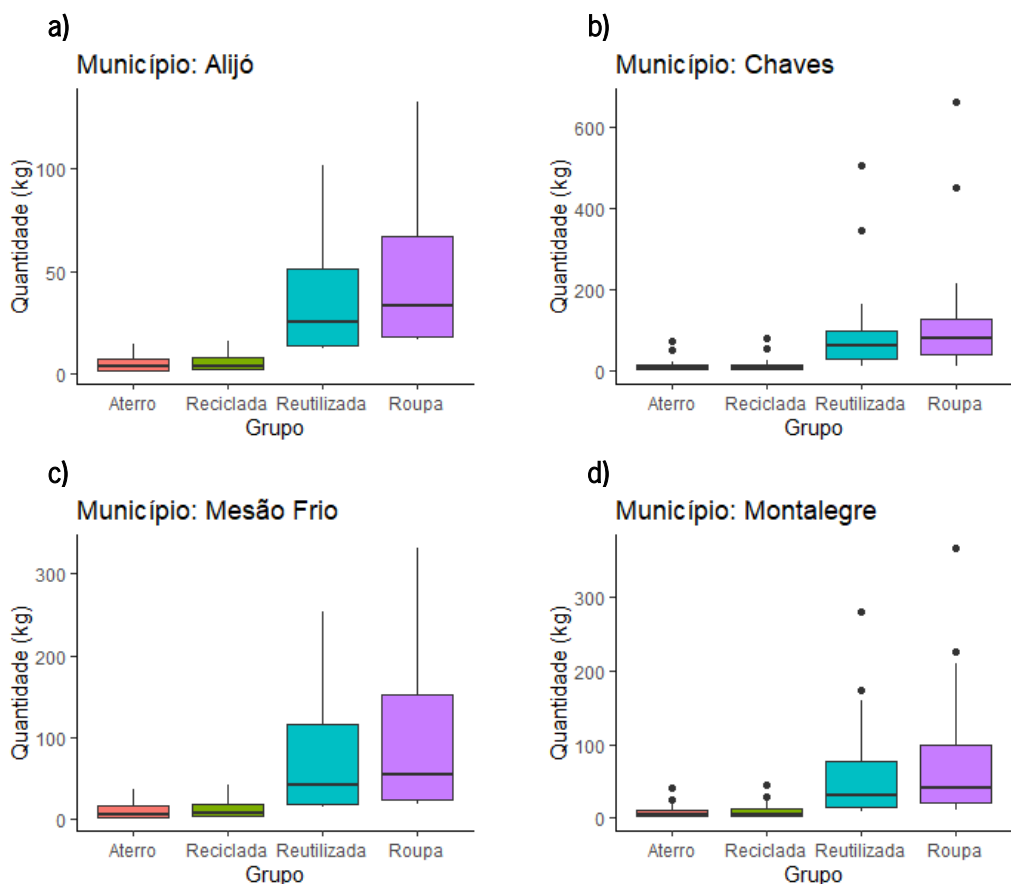 a)
Município: Alijó
Quantidade (kg)
100
50
0
Aterro Reciclada Reutilizada Roupa
Grupo
b)
Município: Chaves
Quantidade (kg)
600
400
200
0
Aterro Reciclada Reutilizada Roupa
Grupo
c)
Município: Mesão Frio
Quantidade (kg)
300
200
100
0
Aterro Reciclada Reutilizada Roupa
Grupo
d)
Município: Montalegre
Quantidade (kg)
300
200
100
0
Aterro Reciclada Reutilizada Roupa
Grupo